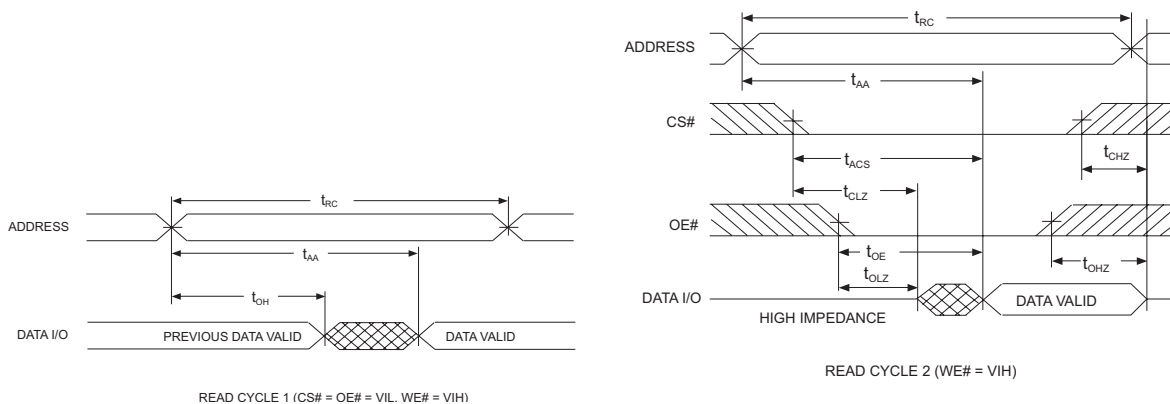 tRC
ADDRESS
tAA
tOH
DATA I/O
PREVIOUS DATA VALID
DATA VALID
READ CYCLE 1 (CS# = OE# = VIL, WE# = VIH)
tRC
ADDRESS
tAA
CS#
tACS
tCHZ
tCLZ
OE#
tOE
tOHZ
tOLZ
DATA I/O
HIGH IMPEDANCE
DATA VALID
READ CYCLE 2 (WE# = VIH)